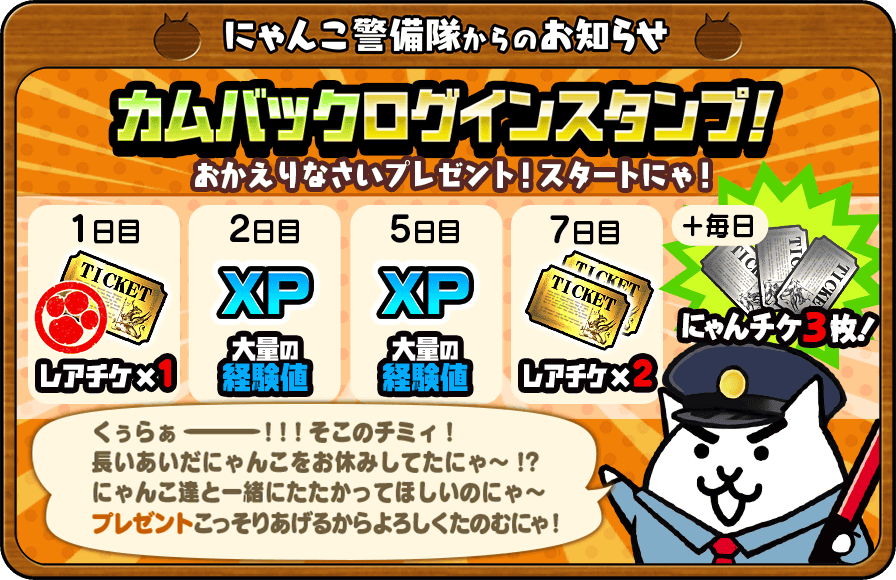 にゃんこ警備隊からのお知らせ
カムバックログインスタンプ!
おかえりなさいプレゼント!スタートにゃ!
1日目
TICKET
レアチケ×1
2日目
XP
大量の
経験値
5日目
XP
大量の
経験値
7日目
TICKET
TICKET
レアチケ×2
+毎日
TICKET
TICKET
TICKET
にゃんチケ3枚!
くぅらぁ━━━!!!そこのチミィ!
長いあいだにゃんこをお休みしてたにゃ〜!?
にゃんこ達と一緒にたたかってほしいのにゃ〜
プレゼントこっそりあげるからよろしくたのむにゃ!